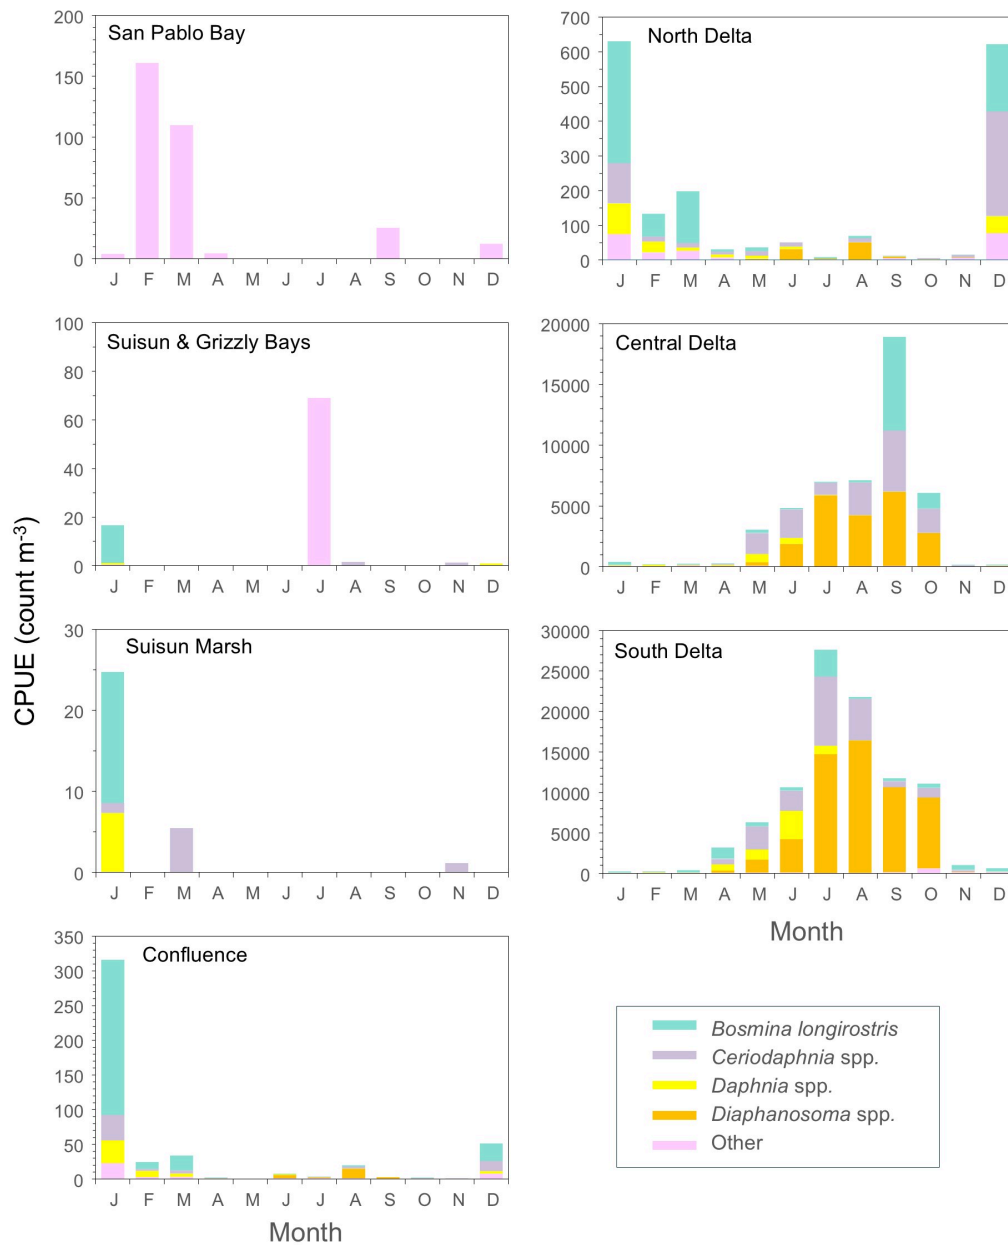 CPUE (count m-3)
San Pablo Bay
200
150
100
50
0
J F M A M J J A S O N D
Suisun & Grizzly Bays
100
80
60
40
20
0
J F M A M J J A S O N D
Suisun Marsh
30
20
10
0
J F M A M J J A S O N D
Confluence
350
300
250
200
150
100
50
0
J F M A M J J A S O N D
Month
North Delta
700
600
500
400
300
200
100
0
J F M A M J J A S O N D
Central Delta
20000
15000
10000
5000
0
J F M A M J J A S O N D
South Delta
30000
25000
20000
15000
10000
5000
0
J F M A M J J A S O N D
Month
Bosmina longirostris
Ceriodaphnia spp.
Daphnia spp.
Diaphanosoma spp.
Other